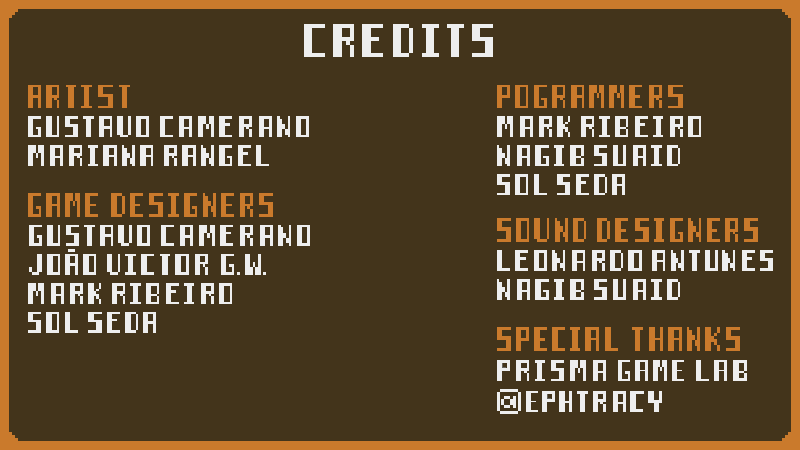 CREDITS
ARTIST
GUSTAVO CAMERANO
MARIANA RANGEL
GAME DESIGNERS
GUSTAVO CAMERANO
JOÃO VICTOR G.W.
MARK RIBEIRO
SOL SEDA
POGRAMMERS
MARK RIBEIRO
NAGIB SUAID
SOL SEDA
SOUND DESIGNERS
LEONARDO ANTUNES
NAGIB SUAID
SPECIAL THANKS
PRISMA GAME LAB
@EPHTRACY